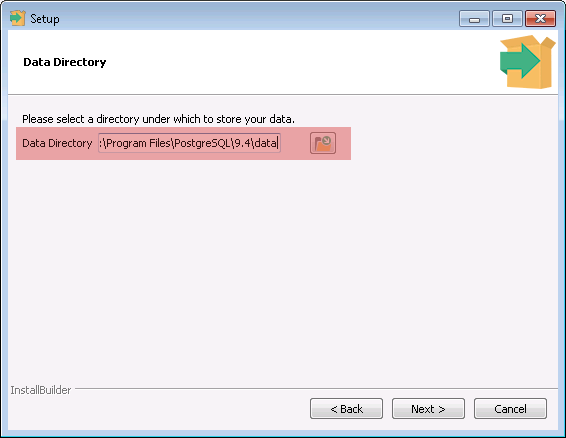 Setup
Data Directory
Please select a directory under which to store your data.
Data Directory :\Program Files\PostgreSQL\9.4\data
InstallBuilder
< Back Next > Cancel